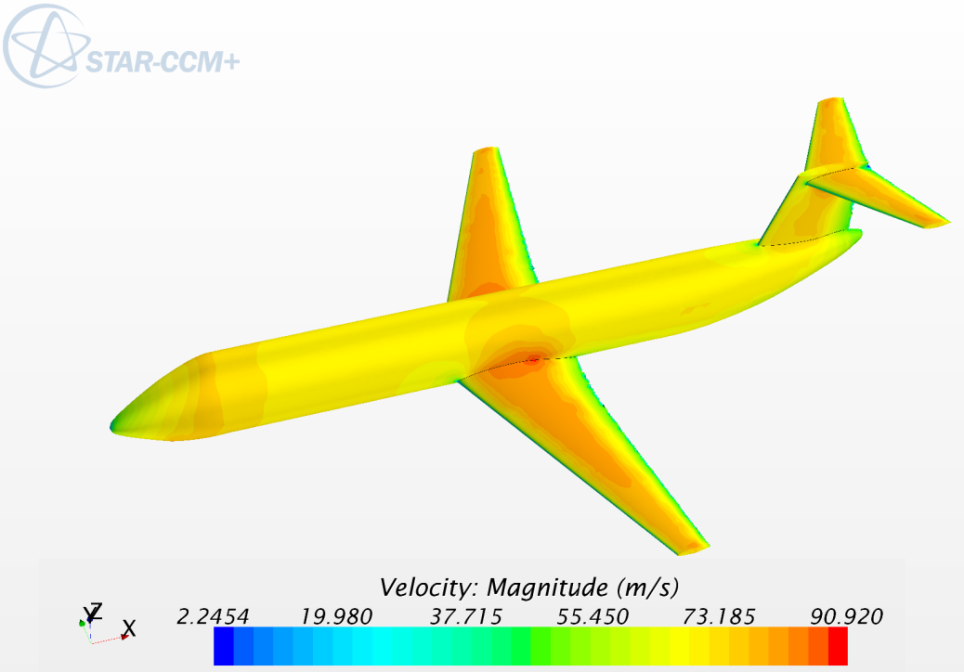 STAR-CCM+
Velocity: Magnitude (m/s)
2.2454 19.980 37.715 55.450 73.185 90.920
Y Z X